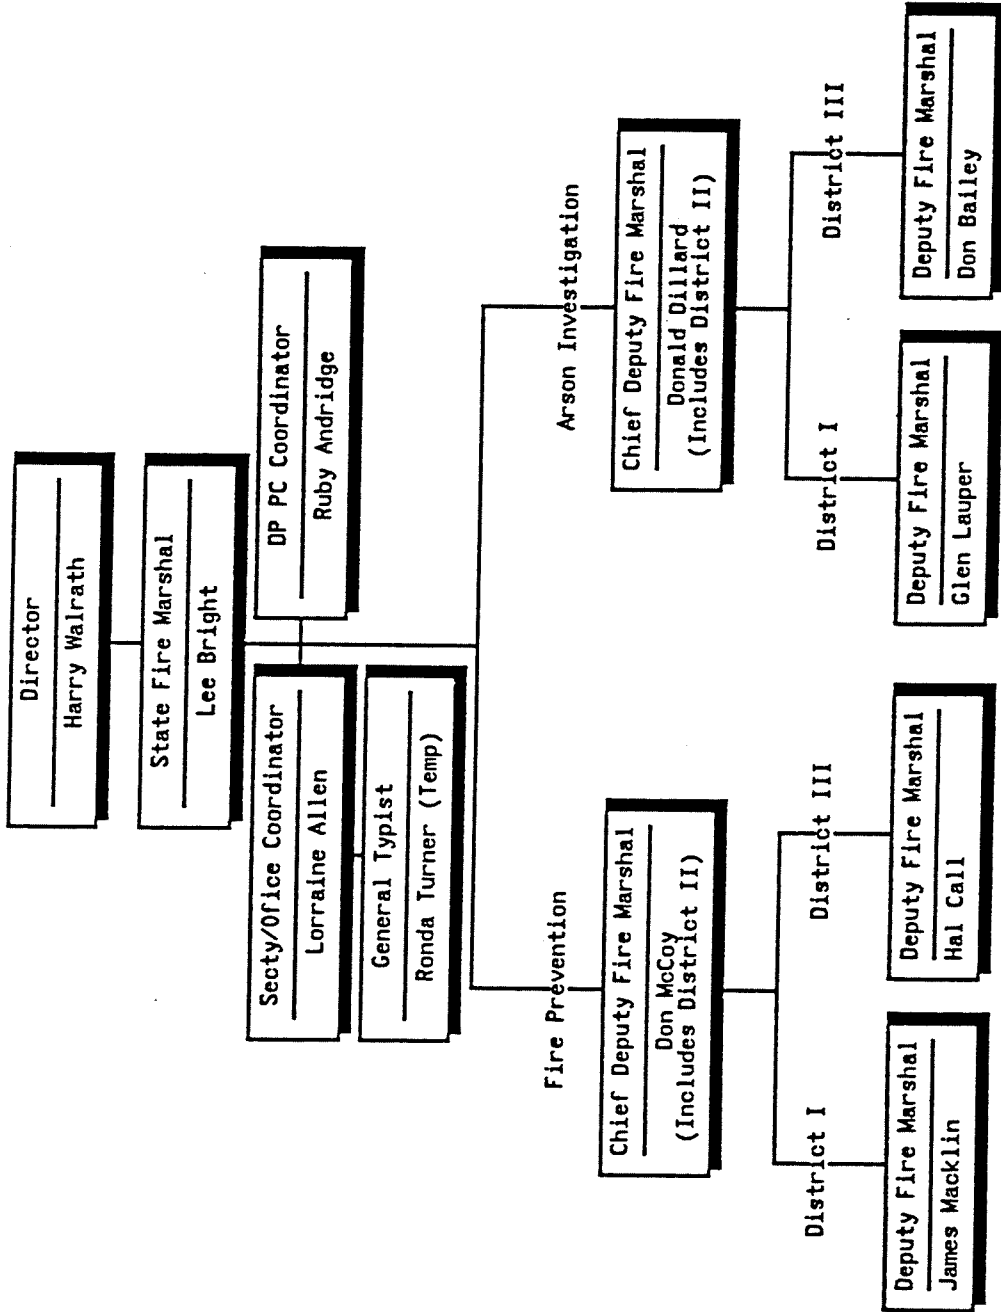 Director
Harry Walrath
State Fire Marshal
Lee Bright
Secty/Ofice Coordinator
Lorraine Allen
DP PC Coordinator
Ruby Andridge
General Typist
Ronda Turner (Temp)
Fire Prevention
Arson Investigation
Chief Deputy Fire Marshal
Don McCoy
(Includes District II)
Chief Deputy Fire Marshal
Donald Dillard
(Includes District II)
District I
District III
District I
District III
Deputy Fire Marshal
James Macklin
Deputy Fire Marshal
Hal Call
Deputy Fire Marshal
Glen Lauper
Deputy Fire Marshal
Don Bailey